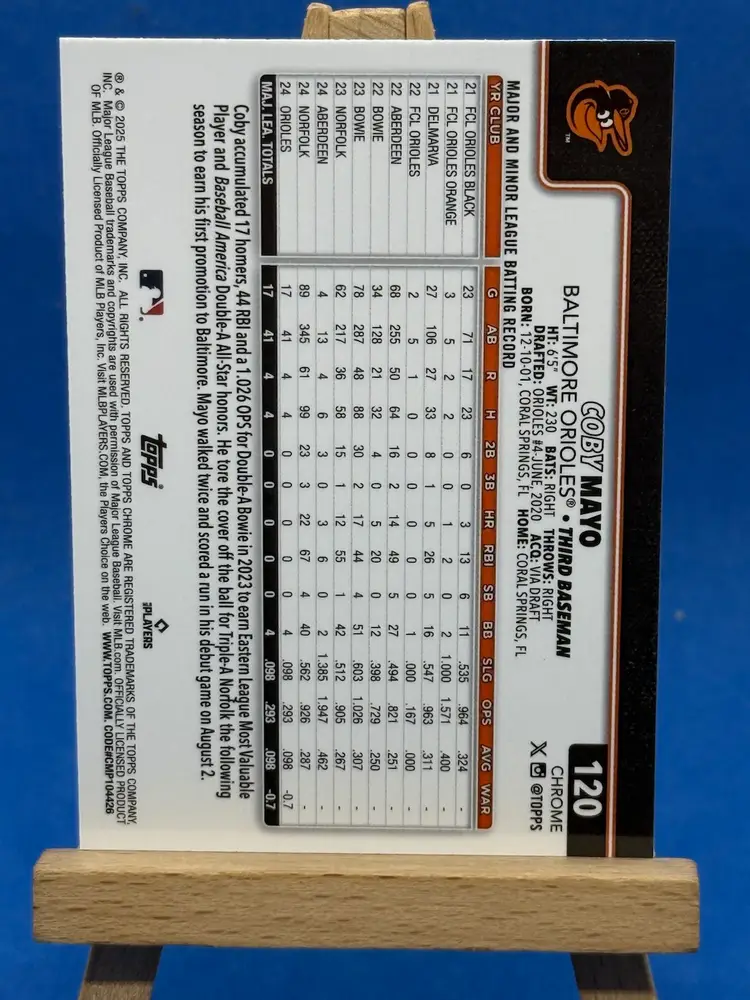 120
CHROME
COBY MAYO
BALTIMORE ORIOLES® • THIRD BASEMAN
HT: 6'5" WT: 230 BATS: RIGHT THROWS: RIGHT
DRAFTED: ORIOLES #4-JUNE, 2020 ACQ: VIA DRAFT
BORN: 12-10-01, CORAL SPRINGS, FL HOME: CORAL SPRINGS, FL
X @TOPPS
MAJOR AND MINOR LEAGUE BATTING RECORD
YR CLUB G AB R H 2B 3B HR RBI SB BB SLG OPS AVG WAR
21 FCL ORIOLES BLACK 23 71 17 23 6 0 3 13 6 11 .535 .964 .324 -
21 FCL ORIOLES ORANGE 3 5 2 2 0 0 1 2 0 2 1.000 1.571 .400 -
21 DELMARVA 27 106 27 33 8 1 5 26 5 16 .547 .963 .311 -
22 FCL ORIOLES 2 5 1 0 0 0 0 0 0 1 .000 .167 .000 -
22 ABERDEEN 68 255 50 64 16 2 14 49 5 27 .494 .821 .251 -
22 BOWIE 34 128 21 32 4 0 5 20 0 12 .398 .729 .250 -
23 BOWIE 78 287 48 88 30 2 17 44 4 51 .603 1.026 .307 -
23 NORFOLK 62 217 36 58 15 1 12 55 1 42 .512 .905 .267 -
24 ABERDEEN 4 13 4 6 3 0 3 6 0 2 1.385 1.947 .462 -
24 NORFOLK 89 345 61 99 23 3 22 67 4 40 .562 .926 .287 -
24 ORIOLES 17 41 4 4 0 0 0 0 0 4 .098 .293 .098 -0.7
MAJ. LEA. TOTALS 17 41 4 4 0 0 0 0 0 4 .098 .293 .098 -0.7
Coby accumulated 17 homers, 44 RBI and a 1.026 OPS for Double-A Bowie in 2023 to earn Eastern League Most Valuable
Player and Baseball America Double-A All-Star honors. He tore the cover off the ball for Triple-A Norfolk the following
season to earn his first promotion to Baltimore. Mayo walked twice and scored a run in his debut game on August 2.
topps
PLAYERS
® & © 2025 THE TOPPS COMPANY, INC. ALL RIGHTS RESERVED. TOPPS AND TOPPS CHROME ARE REGISTERED TRADEMARKS OF THE TOPPS COMPANY,
INC. Major League Baseball trademarks and copyrights are used with permission of Major League Baseball. Visit MLB.com. OFFICIALLY LICENSED PRODUCT
OF MLB. Officially Licensed Product of MLB Players, Inc. Visit MLBPLAYERS.COM, the Players Choice on the web. WWW.TOPPS.COM. CODE#CMP104426